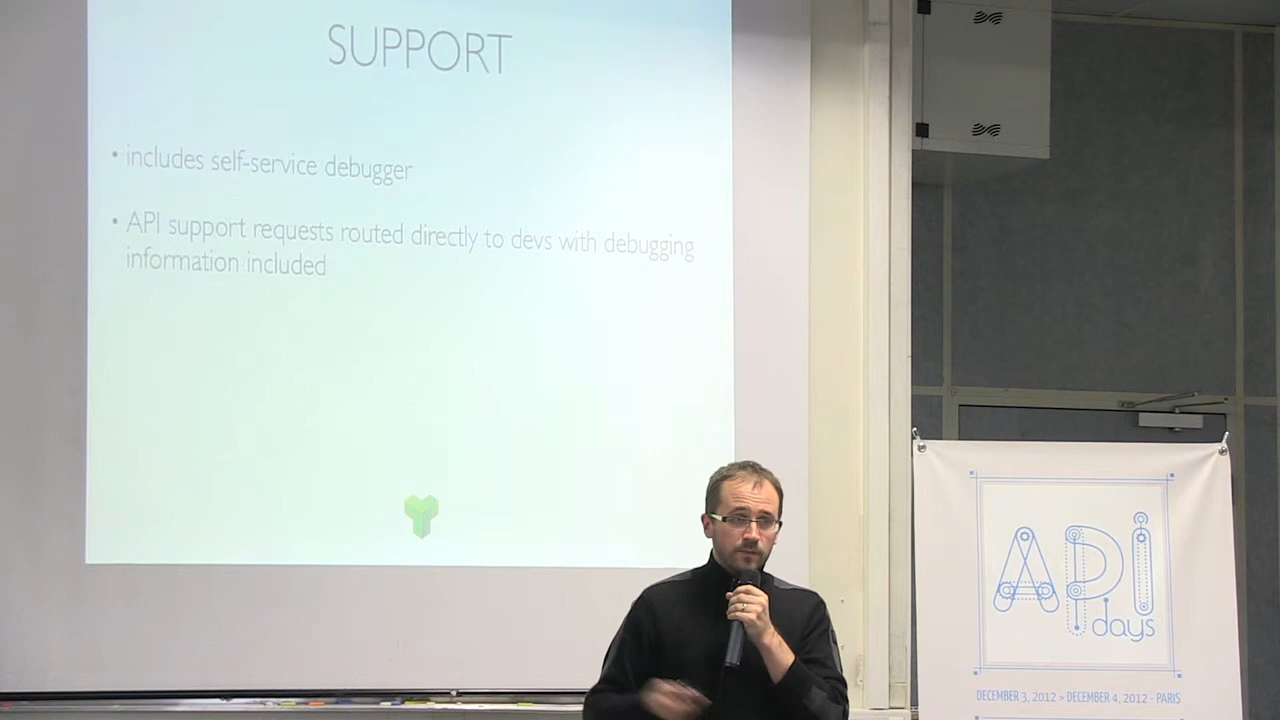 SUPPORT
• includes self-service debugger
• API support requests routed directly to devs with debugging
information included
API
days
DECEMBER 3, 2012 > DECEMBER 4, 2012 - PARIS